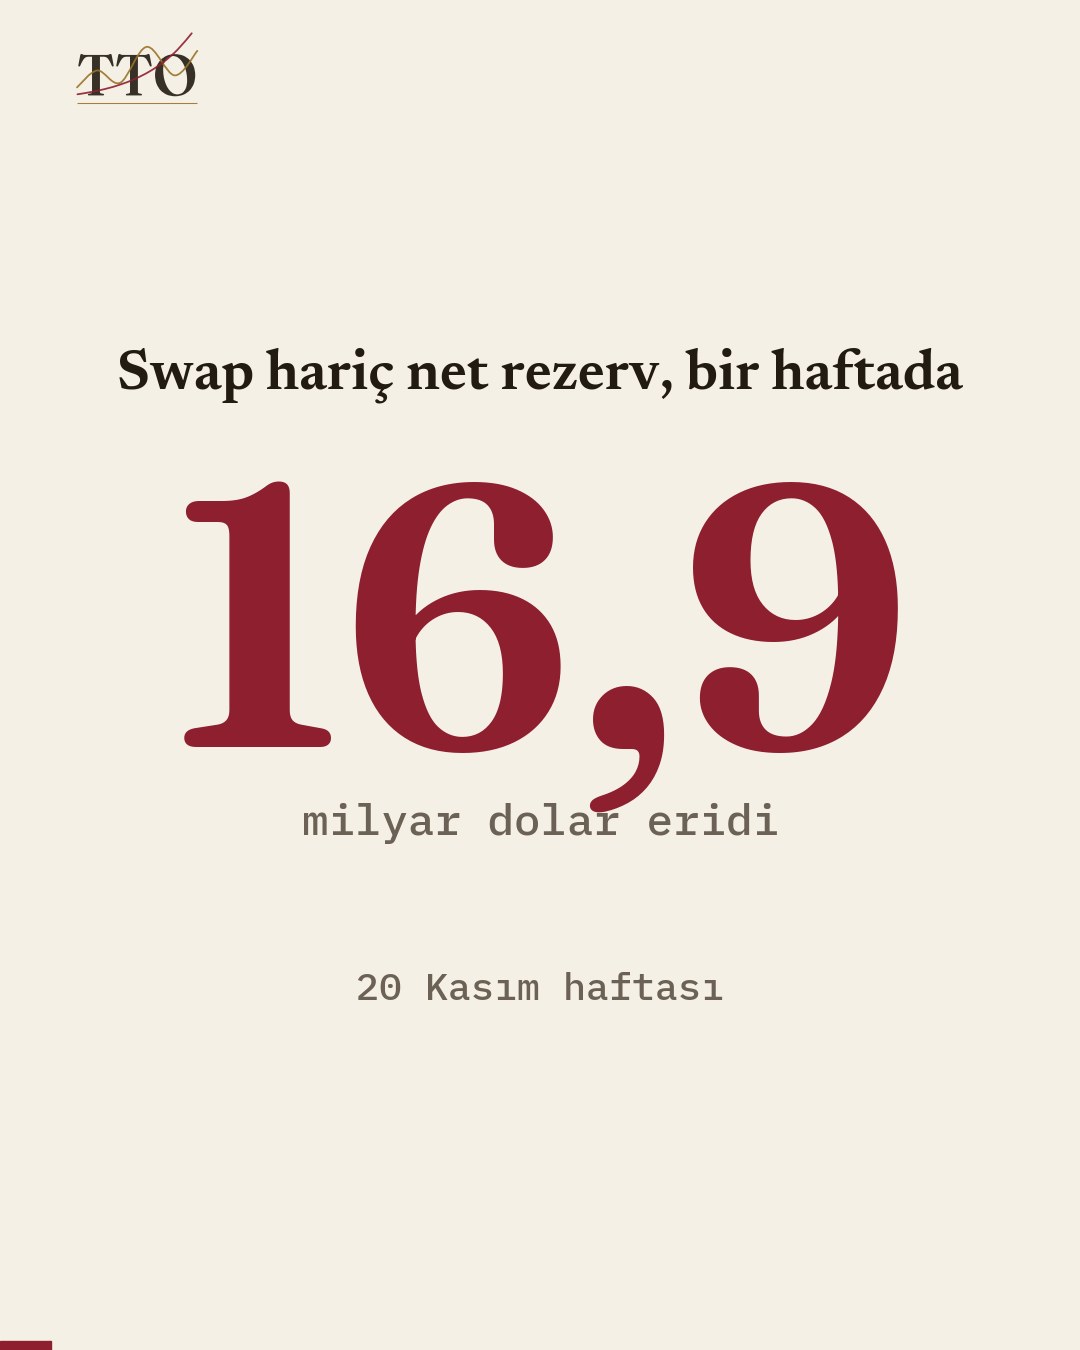 TTO
Swap hariç net rezerv, bir haftada
16,9
milyar dolar eridi
20 Kasım haftası